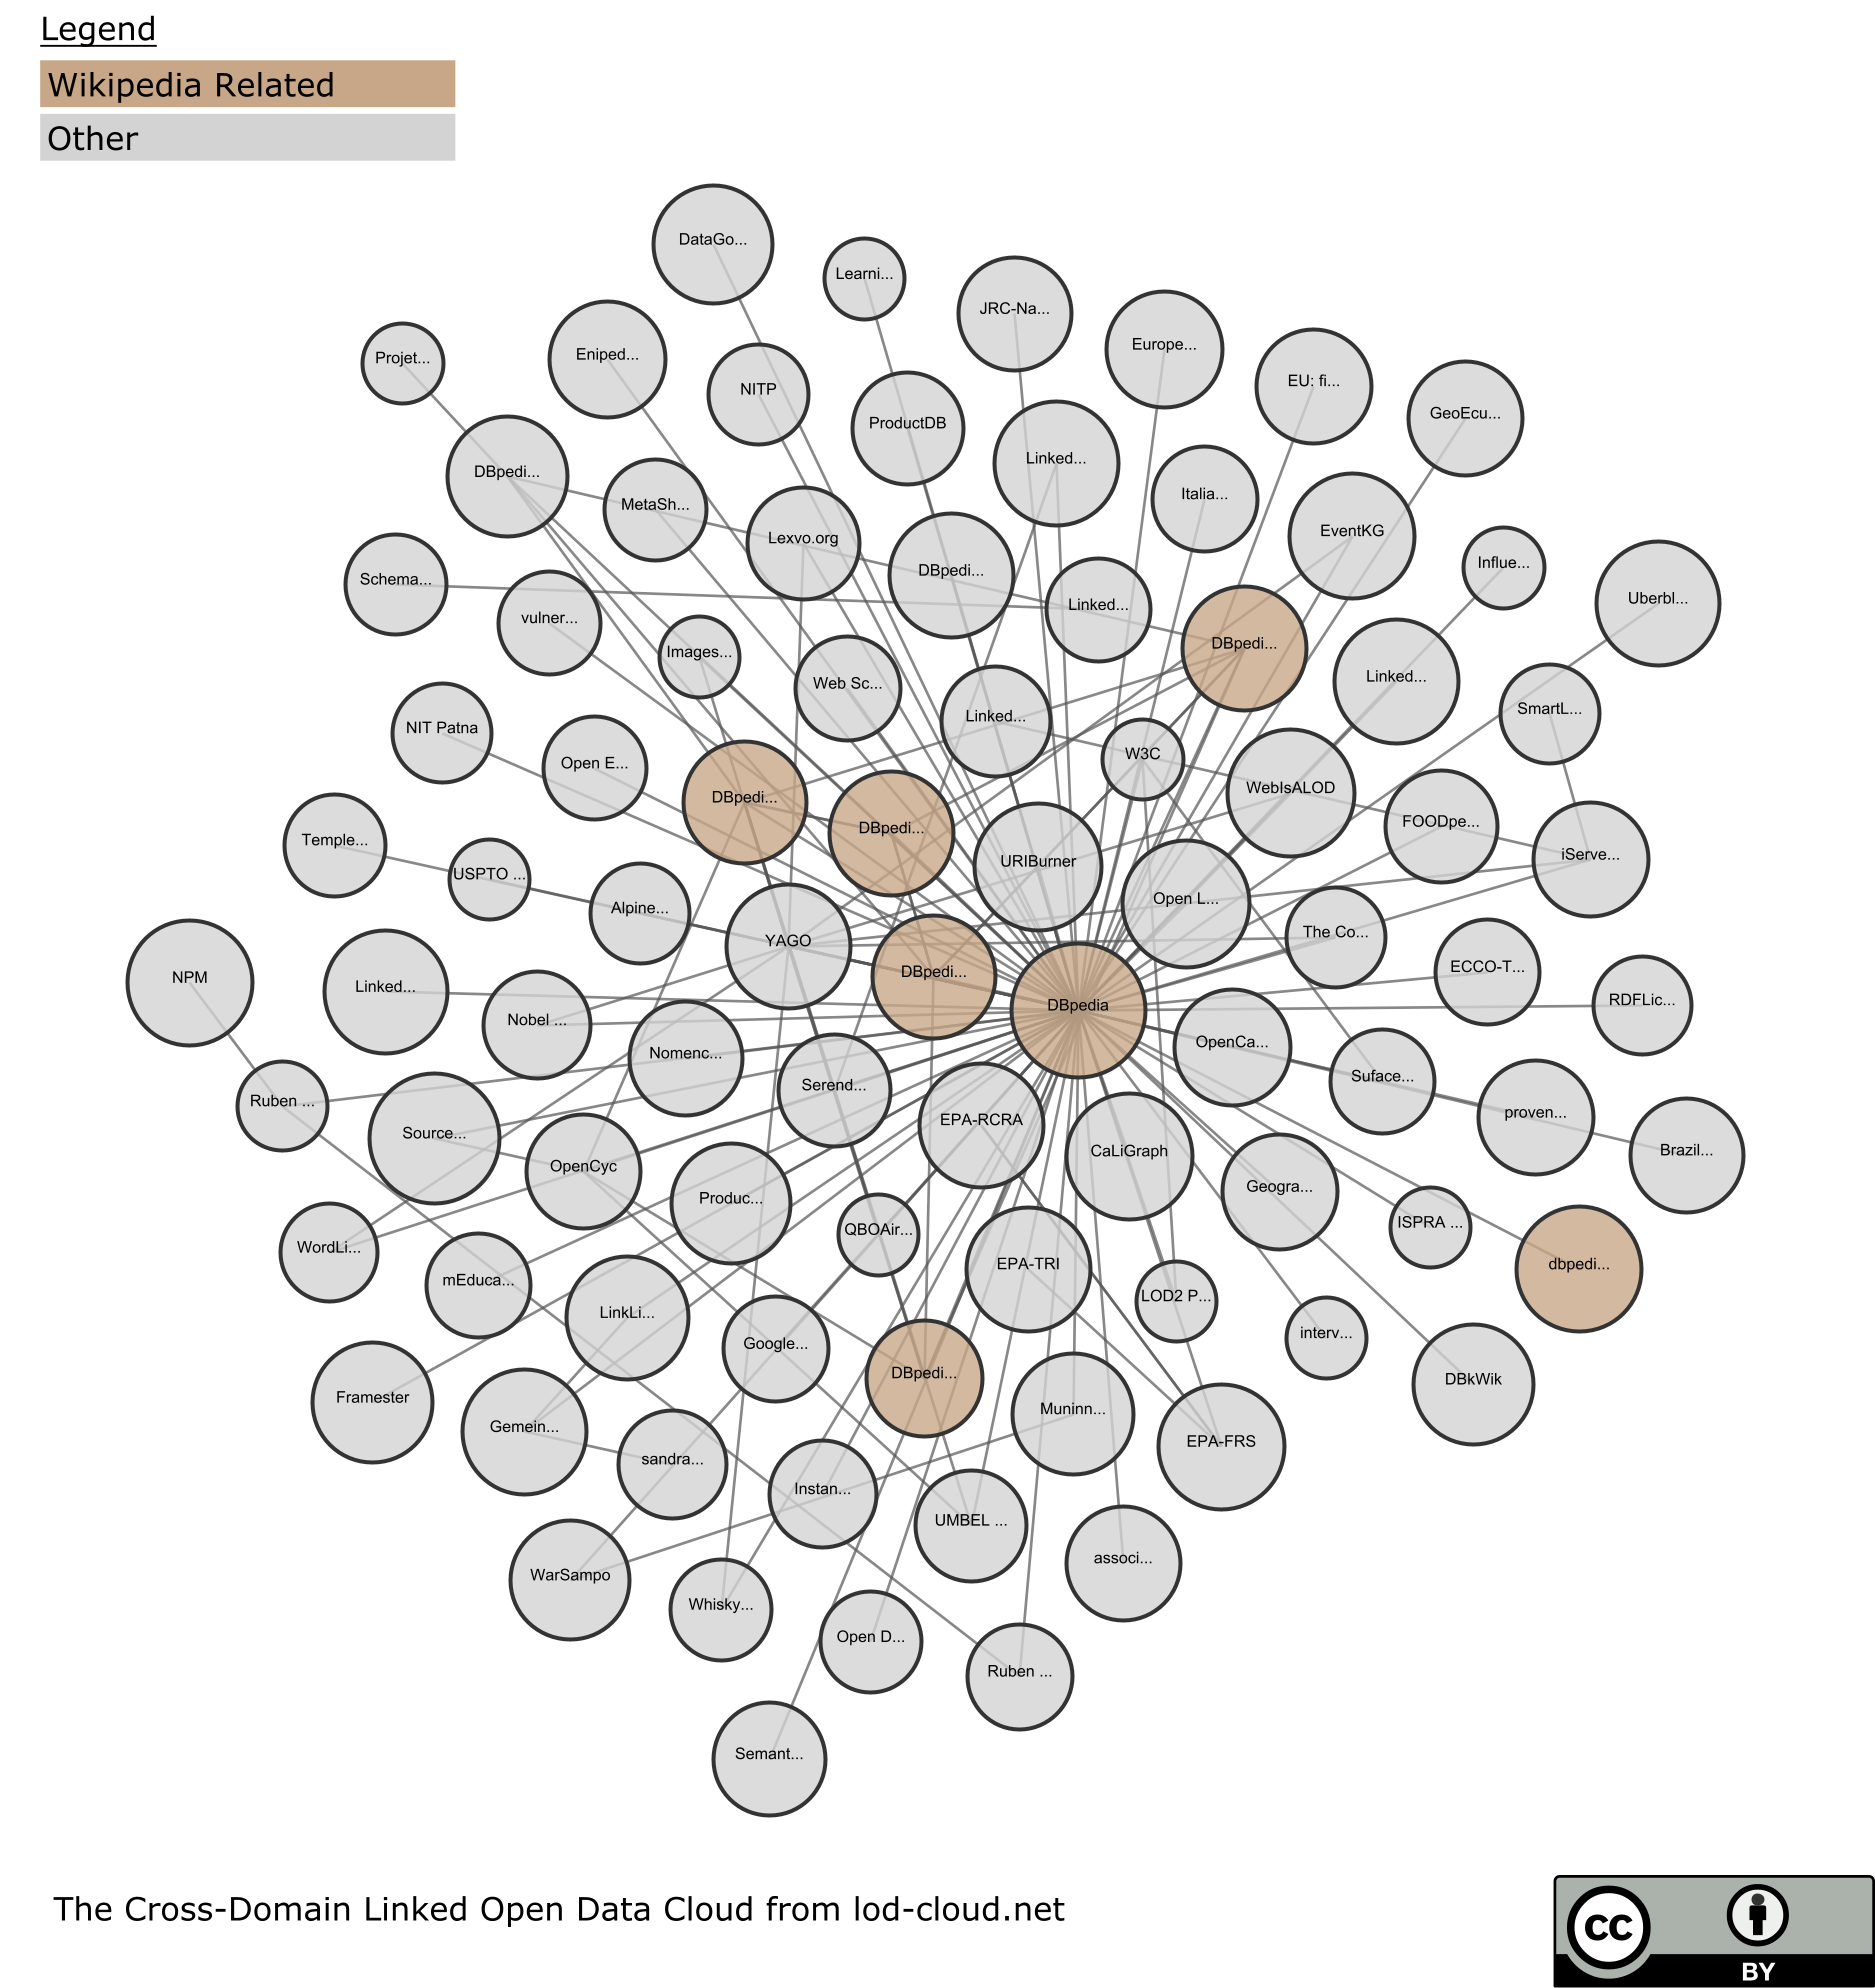 Legend
Wikipedia Related
Other
DataGo...
Learni...
JRC-Na...
Europe...
Projet...
Eniped...
NITP
EU: fi...
GeoEcu...
ProductDB
Linked...
DBpedi...
MetaSh...
Italia...
Lexvo.org
EventKG
Schema...
DBpedi...
Influe...
vulner...
Linked...
Uberbl...
Images...
DBpedi...
Web Sc...
Linked...
NIT Patna
Linked...
SmartL...
Open E...
W3C
DBpedi...
WebIsALOD
DBpedi...
FOODpe...
Temple...
USPTO ...
URIBurner
iServe...
Alpine...
Open L...
YAGO
The Co...
NPM
Linked...
DBpedi...
ECCO-T...
Nobel ...
DBpedia
RDFLic...
Nomenc...
OpenCa...
Ruben ...
Source...
Serend...
Suface...
EPA-RCRA
proven...
OpenCyc
CaLiGraph
Brazil...
Produc...
Geogra...
WordLi...
QBOAir...
ISPRA ...
mEduca...
EPA-TRI
dbpedi...
LinkLi...
LOD2 P...
Google...
interv...
Framester
DBpedi...
DBkWik
Gemein...
Muninn...
sandra...
EPA-FRS
Instan...
UMBEL ...
WarSampo
associ...
Whisky...
Open D...
Ruben ...
Semant...
The Cross-Domain Linked Open Data Cloud from lod-cloud.net
cc
BY